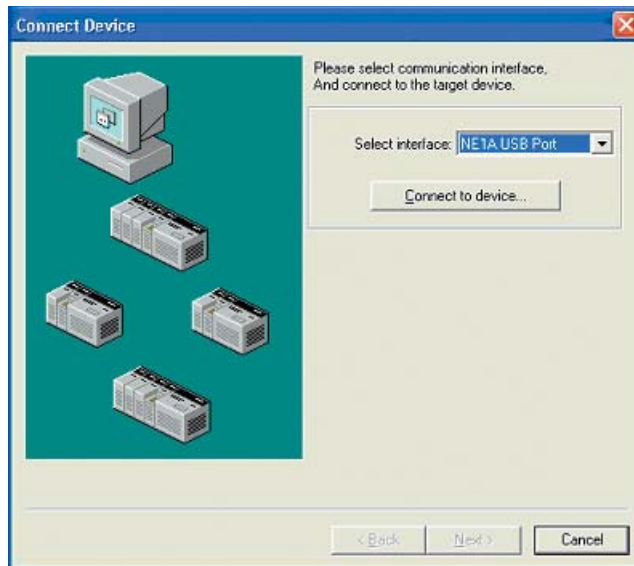 Connect Device
Please select communication interface,
And connect to the target device.
Select interface: NE1A USB Port
Connect to device...
< Back Next > Cancel